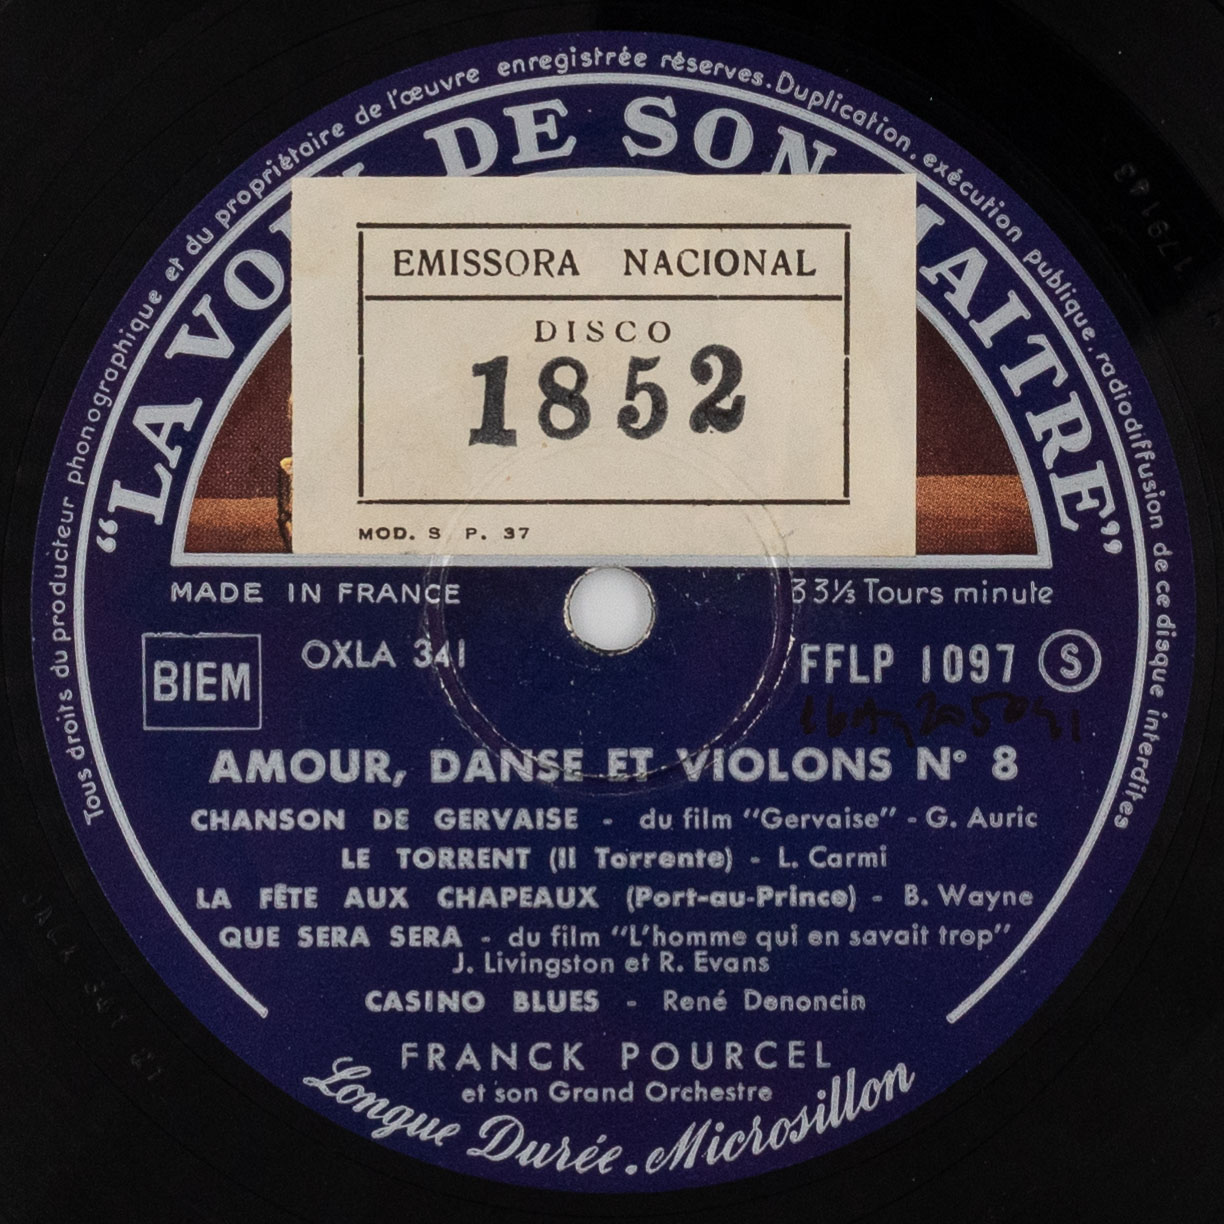 Tous droits du producteur phonographique et du propriétaire de l'œuvre enregistrée réservés. Duplication. exécution publique. radiodiffusion de ce disque interdites
"LA VOIX DE SON MAITRE"
EMISSORA NACIONAL
DISCO
1852
MOD. S P. 37
MADE IN FRANCE
33⅓ Tours minute
BIEM
OXLA 341
FFLP 1097 S
AMOUR, DANSE ET VIOLONS N° 8
CHANSON DE GERVAISE - du film "Gervaise" - G. Auric
LE TORRENT (Il Torrente) - L. Carmi
LA FÊTE AUX CHAPEAUX (Port-au-Prince) - B. Wayne
QUE SERA SERA - du film "L'homme qui en savait trop"
J. Livingston et R. Evans
CASINO BLUES - René Denoncin
FRANCK POURCEL
et son Grand Orchestre
Longue Durée. Microsillon